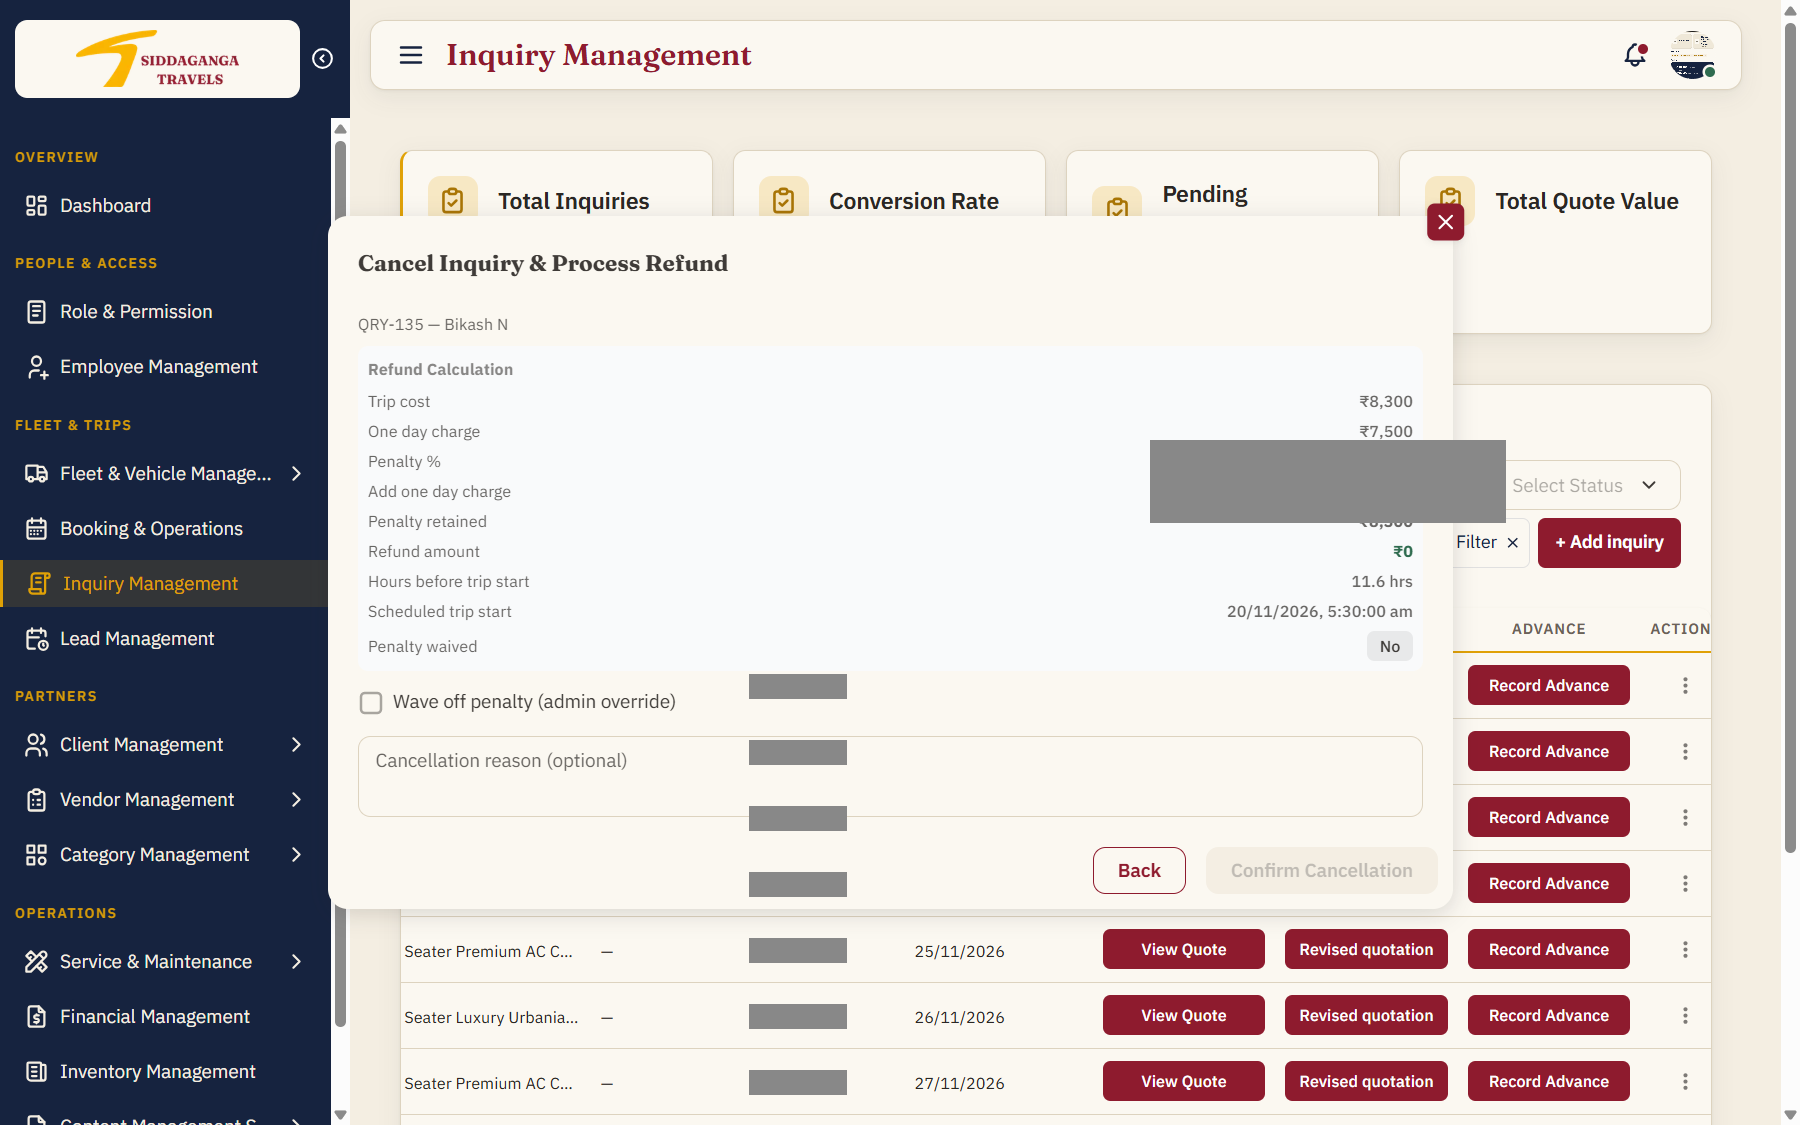 SIDDAGANGA
TRAVELS
OVERVIEW
Dashboard
PEOPLE & ACCESS
Role & Permission
Employee Management
FLEET & TRIPS
Fleet & Vehicle Manage...
Booking & Operations
Inquiry Management
Lead Management
PARTNERS
Client Management
Vendor Management
Category Management
OPERATIONS
Service & Maintenance
Financial Management
Inventory Management
Inquiry Management
Total Inquiries
Conversion Rate
Pending
Total Quote Value
Cancel Inquiry & Process Refund
QRY-135 — Bikash N
Refund Calculation
Trip cost ₹8,300
One day charge ₹7,500
Penalty %
Add one day charge
Penalty retained
Refund amount ₹0
Hours before trip start 11.6 hrs
Scheduled trip start 20/11/2026, 5:30:00 am
Penalty waived No
Wave off penalty (admin override)
Cancellation reason (optional)
Back Confirm Cancellation
Select Status
Filter × + Add inquiry
ADVANCE ACTION
Record Advance
Record Advance
Record Advance
Record Advance
Seater Premium AC C... — 25/11/2026 View Quote Revised quotation Record Advance
Seater Luxury Urbania... — 26/11/2026 View Quote Revised quotation Record Advance
Seater Premium AC C... — 27/11/2026 View Quote Revised quotation Record Advance